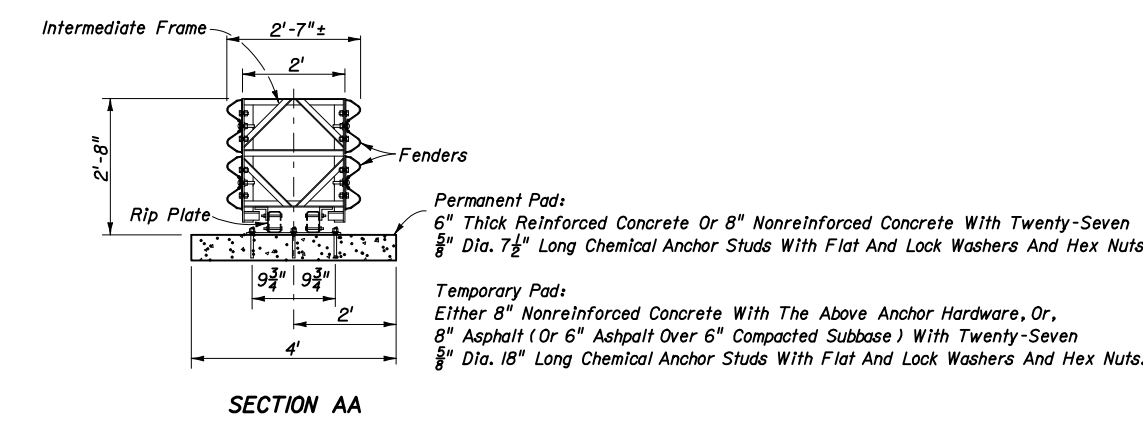 Intermediate Frame
2'-7"±
2'
2'-8"
Fenders
Rip Plate
Permanent Pad:
6" Thick Reinforced Concrete Or 8" Nonreinforced Concrete With Twenty-Seven
5/8" Dia. 7 1/2" Long Chemical Anchor Studs With Flat And Lock Washers And Hex Nuts
9 3/4" 9 3/4"
2'
4'
Temporary Pad:
Either 8" Nonreinforced Concrete With The Above Anchor Hardware, Or,
8" Asphalt (Or 6" Ashpalt Over 6" Compacted Subbase) With Twenty-Seven
5/8" Dia. 18" Long Chemical Anchor Studs With Flat And Lock Washers And Hex Nuts.
SECTION AA